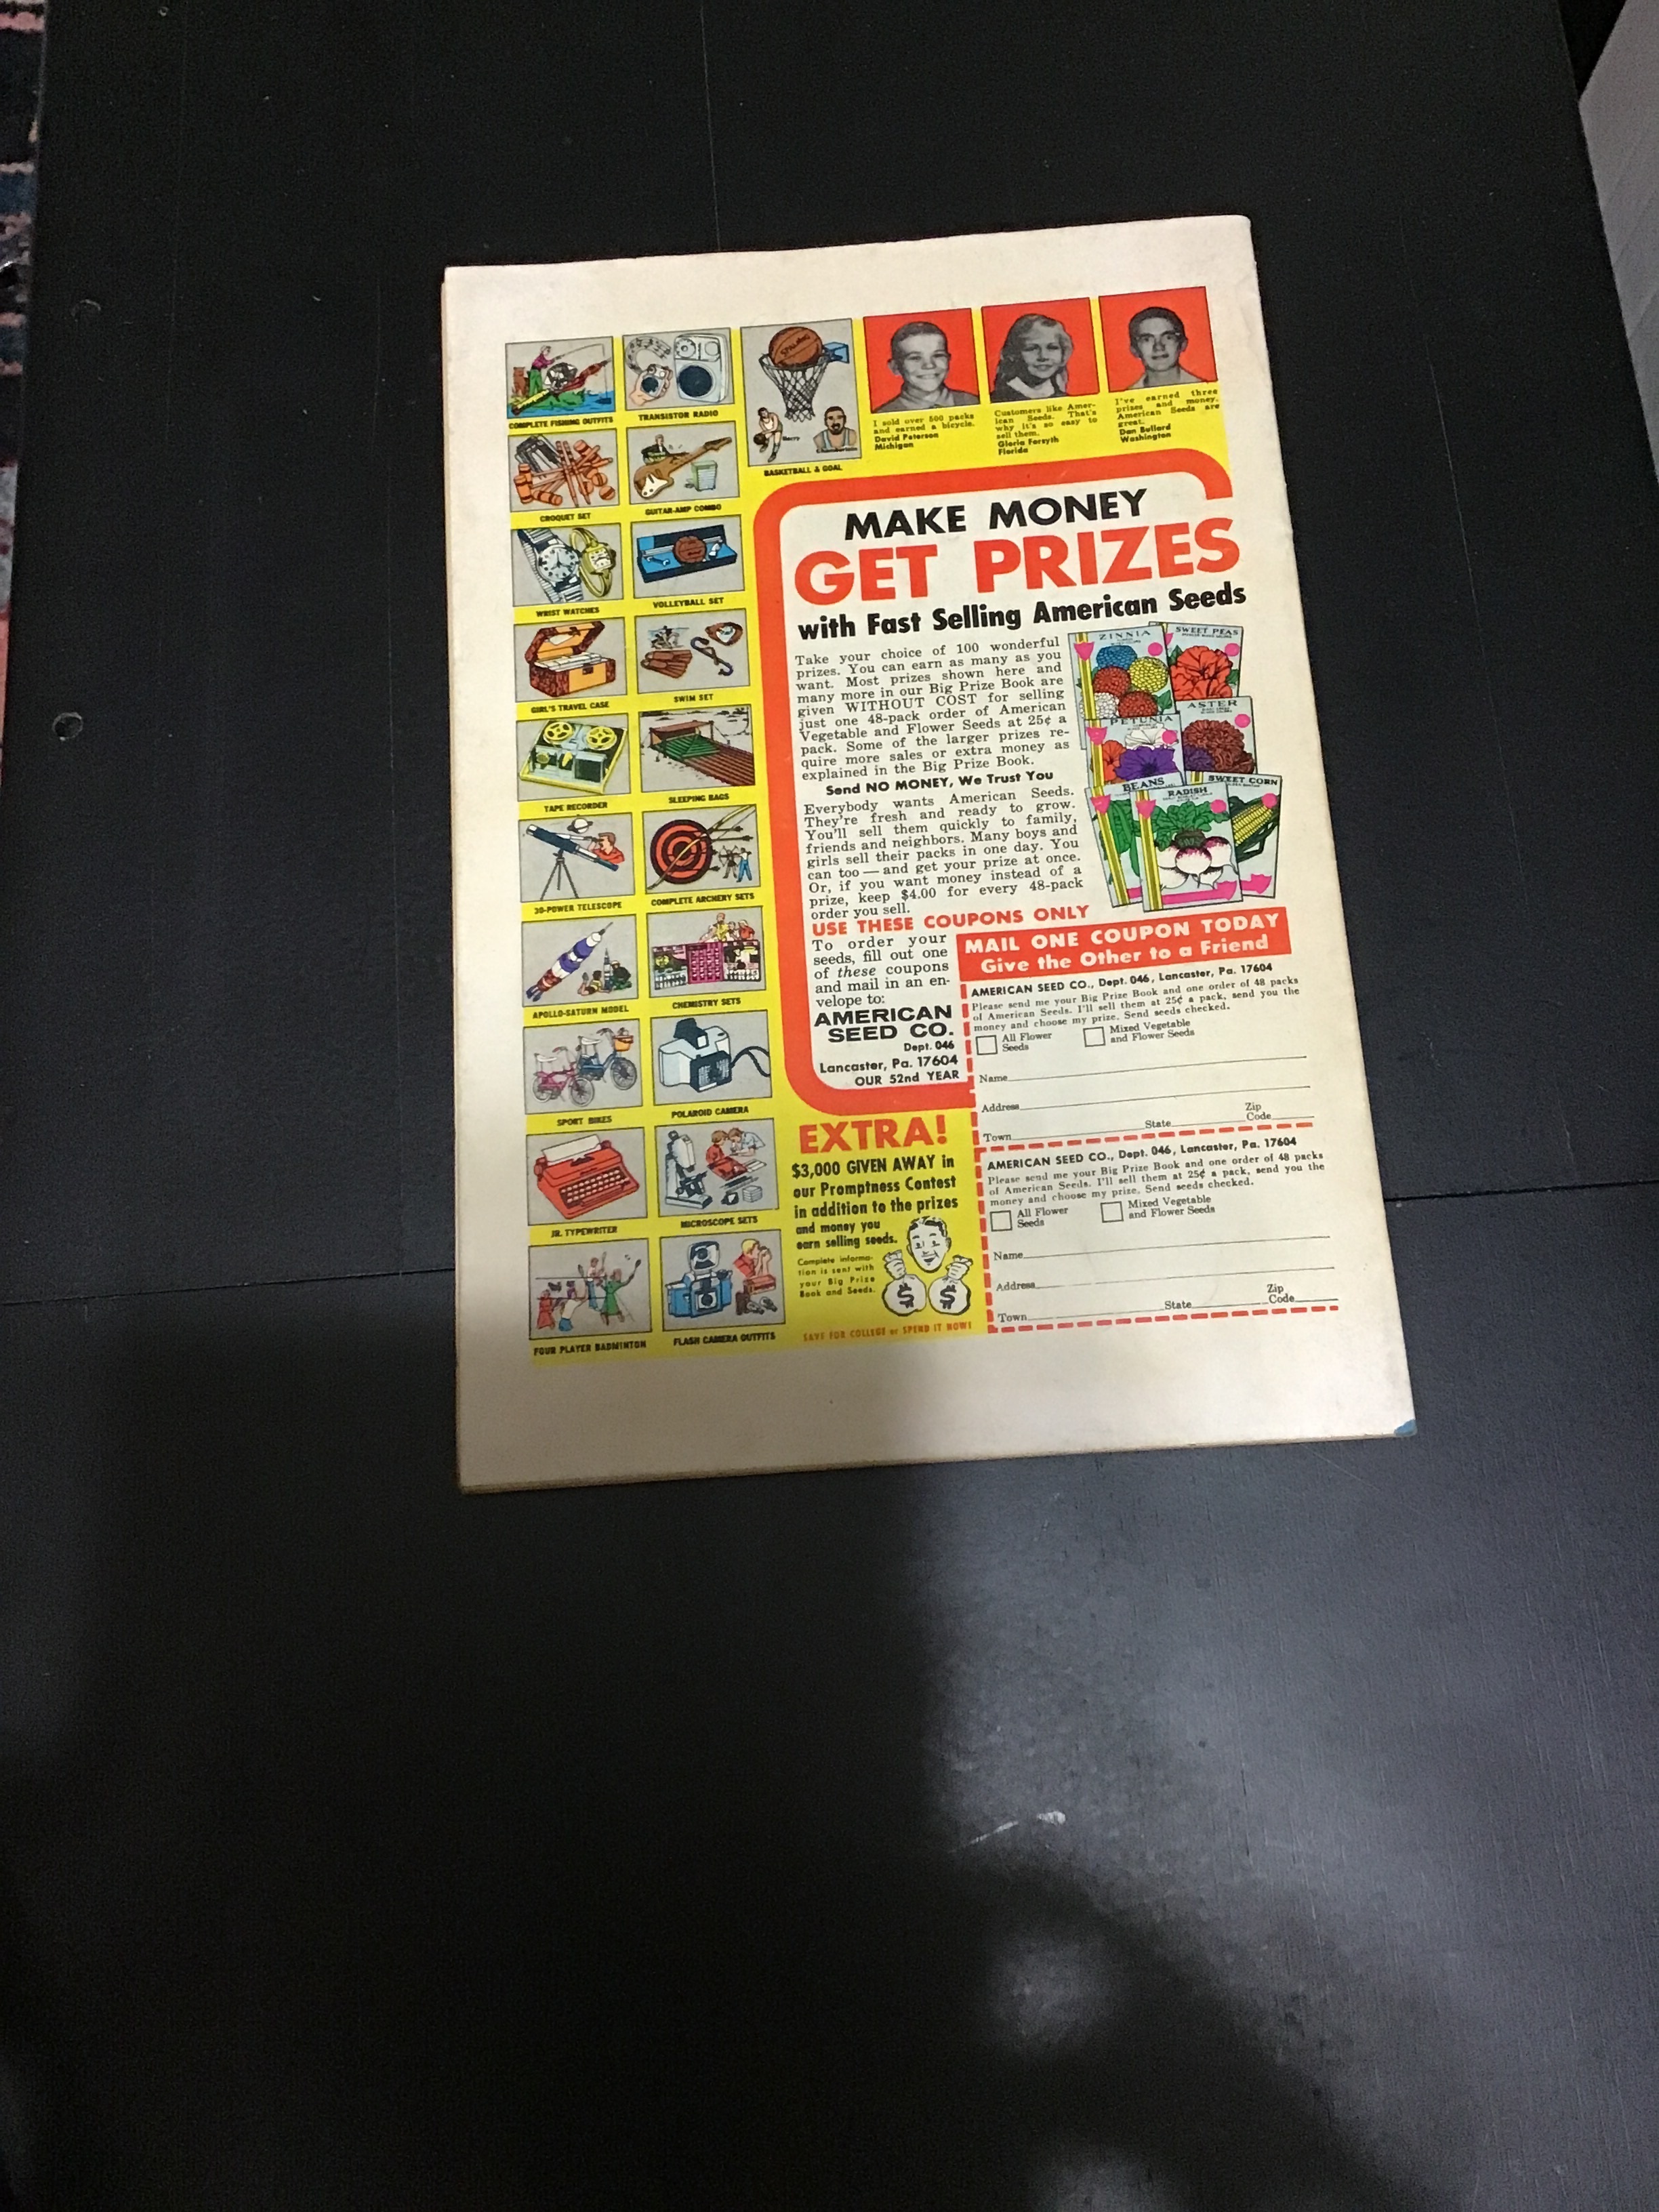 COMPLETE FISHING OUTFITS
TRANSISTOR RADIO
SPALDING
Barry
Chamberlain
BASKETBALL & GOAL
CROQUET SET
GUITAR-AMP COMBO
WRIST WATCHES
VOLLEYBALL SET
GIRL'S TRAVEL CASE
SWIM SET
TAPE RECORDER
SLEEPING BAGS
30-POWER TELESCOPE
COMPLETE ARCHERY SETS
APOLLO-SATURN MODEL
CHEMISTRY SETS
SPORT BIKES
POLAROID CAMERA
JR. TYPEWRITER
MICROSCOPE SETS
FOUR PLAYER BADMINTON
FLASH CAMERA OUTFITS
I sold over 500 packs
and earned a bicycle.
David Peterson
Michigan
Customers like Amer-
ican Seeds. That's
why it's so easy to
sell them.
Gloria Forsyth
Florida
I've earned three
prizes and money.
American Seeds are
great.
Dan Bullard
Washington
MAKE MONEY
GET PRIZES
with Fast Selling American Seeds
Take your choice of 100 wonderful
prizes. You can earn as many as you
want. Most prizes shown here and
many more in our Big Prize Book are
given WITHOUT COST for selling
just one 48-pack order of American
Vegetable and Flower Seeds at 25¢ a
pack. Some of the larger prizes re-
quire more sales or extra money as
explained in the Big Prize Book.
Send NO MONEY, We Trust You
Everybody wants American Seeds.
They're fresh and ready to grow.
You'll sell them quickly to family,
friends and neighbors. Many boys and
girls sell their packs in one day. You
can too — and get your prize at once.
Or, if you want money instead of a
prize, keep $4.00 for every 48-pack
order you sell.
ZINNIA
SWEET PEAS
PETUNIA
ASTER
BEANS
RADISH
SWEET CORN
USE THESE COUPONS ONLY
To order your
seeds, fill out one
of these coupons
and mail in an en-
velope to:
AMERICAN
SEED CO.
Dept. 046
Lancaster, Pa. 17604
OUR 52nd YEAR
MAIL ONE COUPON TODAY
Give the Other to a Friend
AMERICAN SEED CO., Dept. 046, Lancaster, Pa. 17604
Please send me your Big Prize Book and one order of 48 packs
of American Seeds. I'll sell them at 25¢ a pack, send you the
money and choose my prize. Send seeds checked.
All Flower
Seeds
Mixed Vegetable
and Flower Seeds
Name
Address
Town State Zip
Code
AMERICAN SEED CO., Dept. 046, Lancaster, Pa. 17604
Please send me your Big Prize Book and one order of 48 packs
of American Seeds. I'll sell them at 25¢ a pack, send you the
money and choose my prize. Send seeds checked.
All Flower
Seeds
Mixed Vegetable
and Flower Seeds
Name
Address
Town State Zip
Code
EXTRA!
$3,000 GIVEN AWAY in
our Promptness Contest
in addition to the prizes
and money you
earn selling seeds.
Complete informa-
tion is sent with
your Big Prize
Book and Seeds.
$ $
SAVE FOR COLLEGE or SPEND IT NOW!